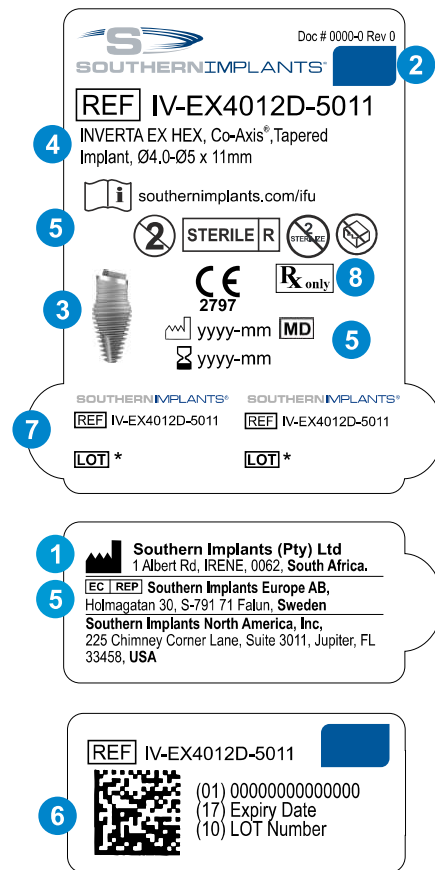 Doc # 0000-0 Rev 0
S
SOUTHERNIMPLANTS®
2
REF IV-EX4012D-5011
4
INVERTA EX HEX, Co-Axis®,Tapered
Implant, Ø4.0-Ø5 x 11mm
i southernimplants.com/ifu
5
2 STERILE R 2 STERILIZE
3
CE
2797
Rx only
8
yyyy-mm MD
5
yyyy-mm
SOUTHERNIMPLANTS® SOUTHERNIMPLANTS®
7
REF IV-EX4012D-5011 REF IV-EX4012D-5011
LOT * LOT *
1
Southern Implants (Pty) Ltd
1 Albert Rd, IRENE, 0062, South Africa.
5
EC REP Southern Implants Europe AB,
Holmagatan 30, S-791 71 Falun, Sweden
Southern Implants North America, Inc,
225 Chimney Corner Lane, Suite 3011, Jupiter, FL
33458, USA
REF IV-EX4012D-5011
6
(01) 00000000000000
(17) Expiry Date
(10) LOT Number